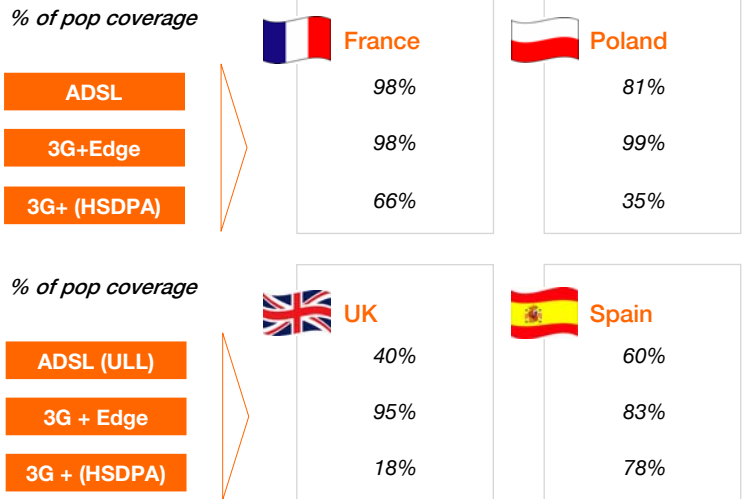 % of pop coverage
France
Poland
ADSL
98%
81%
3G+Edge
98%
99%
3G+ (HSDPA)
66%
35%
% of pop coverage
UK
Spain
ADSL (ULL)
40%
60%
3G + Edge
95%
83%
3G + (HSDPA)
18%
78%